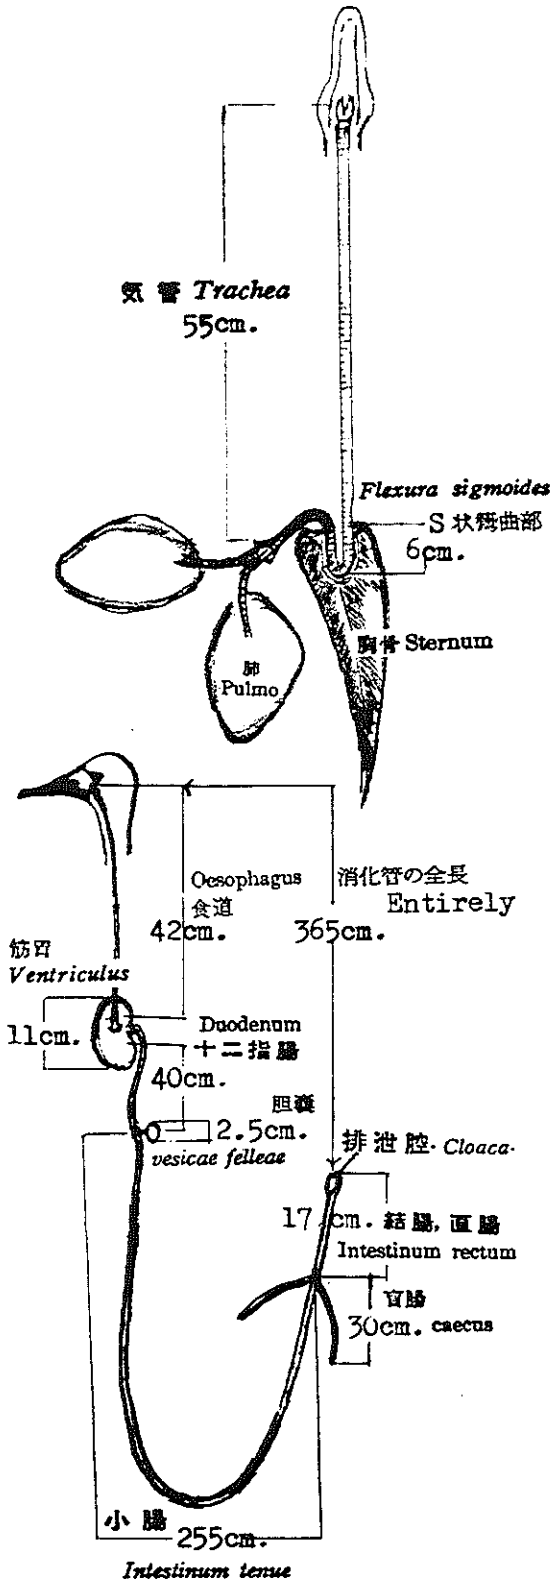 気管 Trachea
55cm.
Flexura sigmoides
S 状彎曲部
6cm.
胸骨 Sternum
肺
Pulmo
Oesophagus
食道
42cm.
消化管の全長
Entirely
365cm.
筋胃
Ventriculus
11cm.
Duodenum
十二指腸
40cm.
胆嚢
2.5cm.
vesicae felleae
排泄腔. Cloaca.
17.cm. 結腸, 直腸
Intestinum rectum
盲腸
30cm. caecus
小腸
255cm.
Intestinum tenue